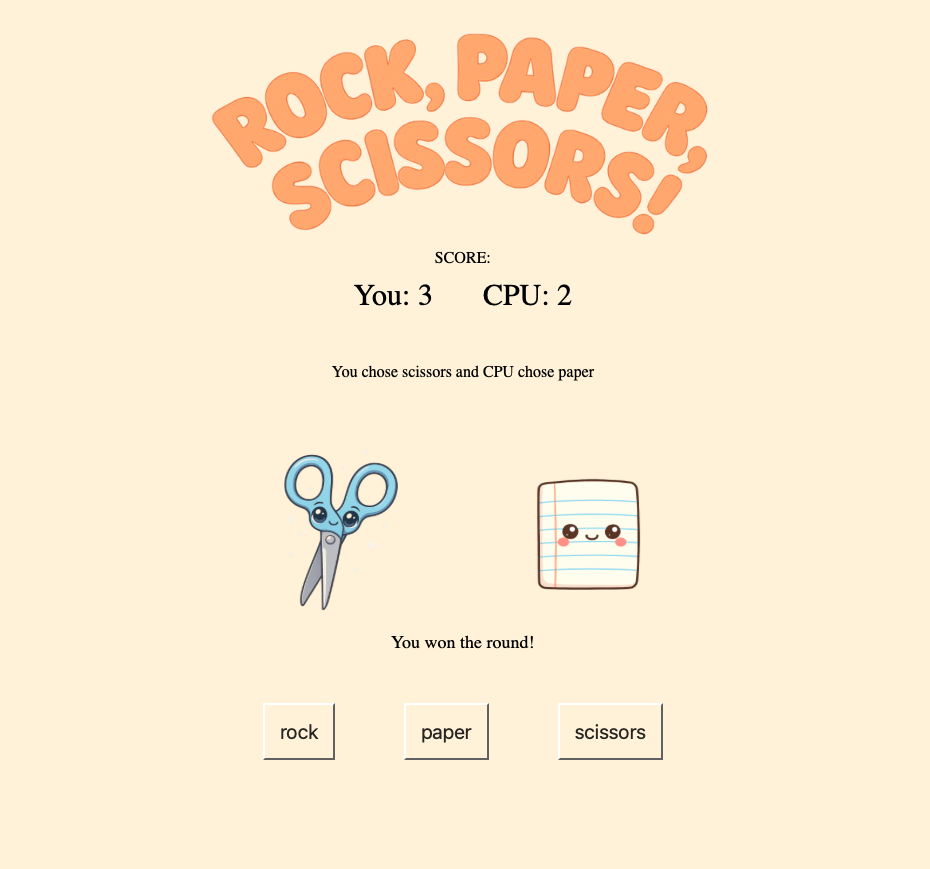 ROCK, PAPER,
SCISSORS!
SCORE:
You: 3 CPU: 2
You chose scissors and CPU chose paper
You won the round!
rock paper scissors